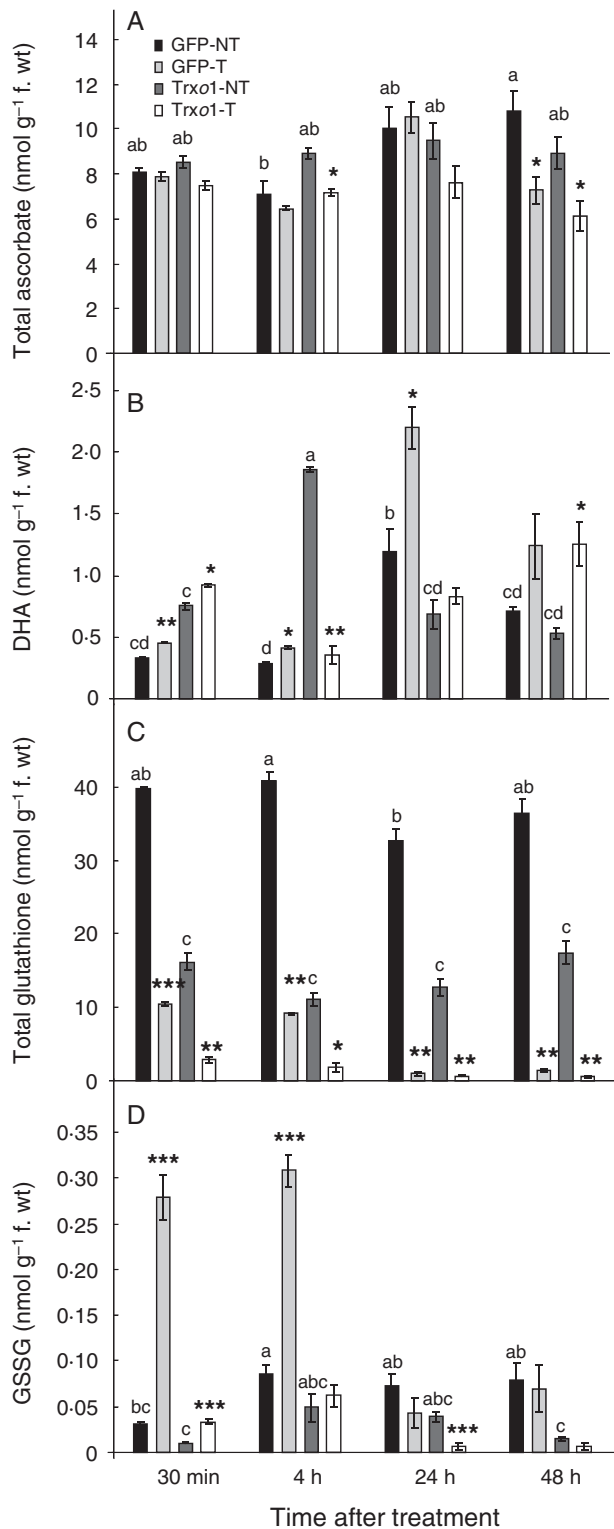 A
GFP-NT
GFP-T
Trxo1-NT
Trxo1-T
Total ascorbate (nmol g−1 f. wt)
14
12
10
8
6
4
2
0
ab ab b ab * ab ab a * ab *
B
DHA (nmol g−1 f. wt)
2·5
2·0
1·5
1·0
0·5
0
cd ** c * d * a ** b * cd cd cd *
C
Total glutathione (nmol g−1 f. wt)
40
30
20
10
0
ab *** c ** a ** c * b ** c ** ab ** c **
D
GSSG (nmol g−1 f. wt)
0·35
0·30
0·25
0·20
0·15
0·10
0·05
0
bc *** c *** a *** abc ab abc *** ab c
30 min 4 h 24 h 48 h
Time after treatment